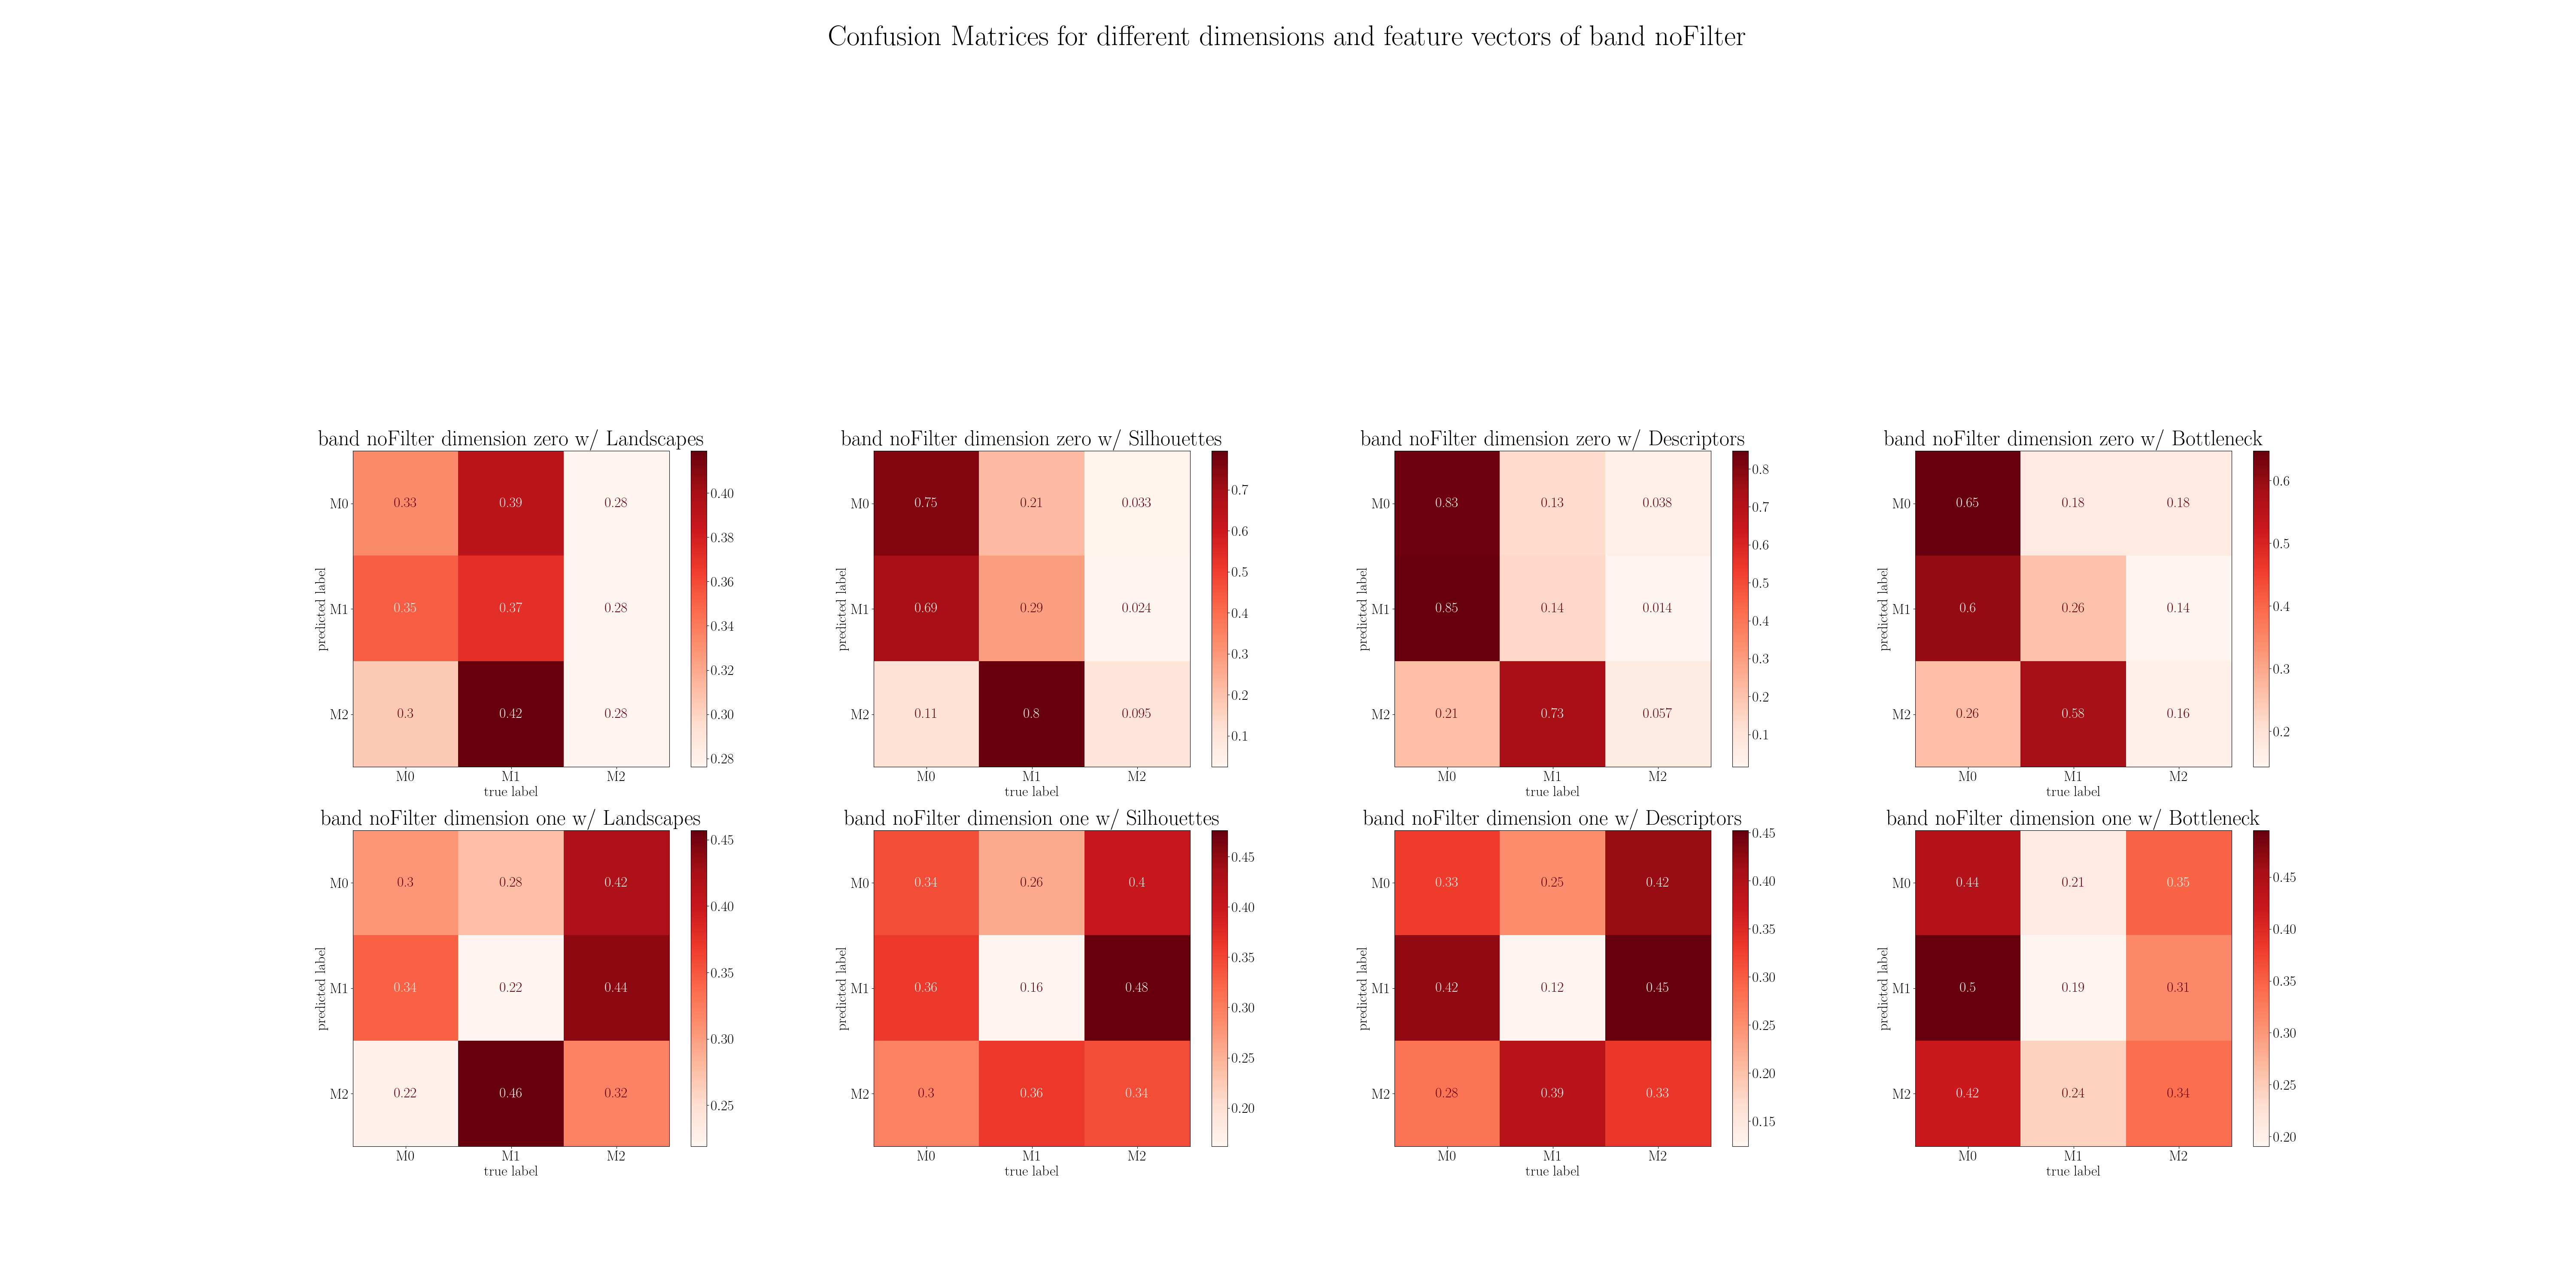 Confusion Matrices for different dimensions and feature vectors of band noFilter
band noFilter dimension zero w/ Landscapes
predicted label
M0 0.33 0.39 0.28
M1 0.35 0.37 0.28
M2 0.3 0.42 0.28
M0 M1 M2
true label
0.40
0.38
0.36
0.34
0.32
0.30
0.28
band noFilter dimension zero w/ Silhouettes
predicted label
M0 0.75 0.21 0.033
M1 0.69 0.29 0.024
M2 0.11 0.8 0.095
M0 M1 M2
true label
0.7
0.6
0.5
0.4
0.3
0.2
0.1
band noFilter dimension zero w/ Descriptors
predicted label
M0 0.83 0.13 0.038
M1 0.85 0.14 0.014
M2 0.21 0.73 0.057
M0 M1 M2
true label
0.8
0.7
0.6
0.5
0.4
0.3
0.2
0.1
band noFilter dimension zero w/ Bottleneck
predicted label
M0 0.65 0.18 0.18
M1 0.6 0.26 0.14
M2 0.26 0.58 0.16
M0 M1 M2
true label
0.6
0.5
0.4
0.3
0.2
band noFilter dimension one w/ Landscapes
predicted label
M0 0.3 0.28 0.42
M1 0.34 0.22 0.44
M2 0.22 0.46 0.32
M0 M1 M2
true label
0.45
0.40
0.35
0.30
0.25
band noFilter dimension one w/ Silhouettes
predicted label
M0 0.34 0.26 0.4
M1 0.36 0.16 0.48
M2 0.3 0.36 0.34
M0 M1 M2
true label
0.45
0.40
0.35
0.30
0.25
0.20
band noFilter dimension one w/ Descriptors
predicted label
M0 0.33 0.25 0.42
M1 0.42 0.12 0.45
M2 0.28 0.39 0.33
M0 M1 M2
true label
0.45
0.40
0.35
0.30
0.25
0.20
0.15
band noFilter dimension one w/ Bottleneck
predicted label
M0 0.44 0.21 0.35
M1 0.5 0.19 0.31
M2 0.42 0.24 0.34
M0 M1 M2
true label
0.45
0.40
0.35
0.30
0.25
0.20